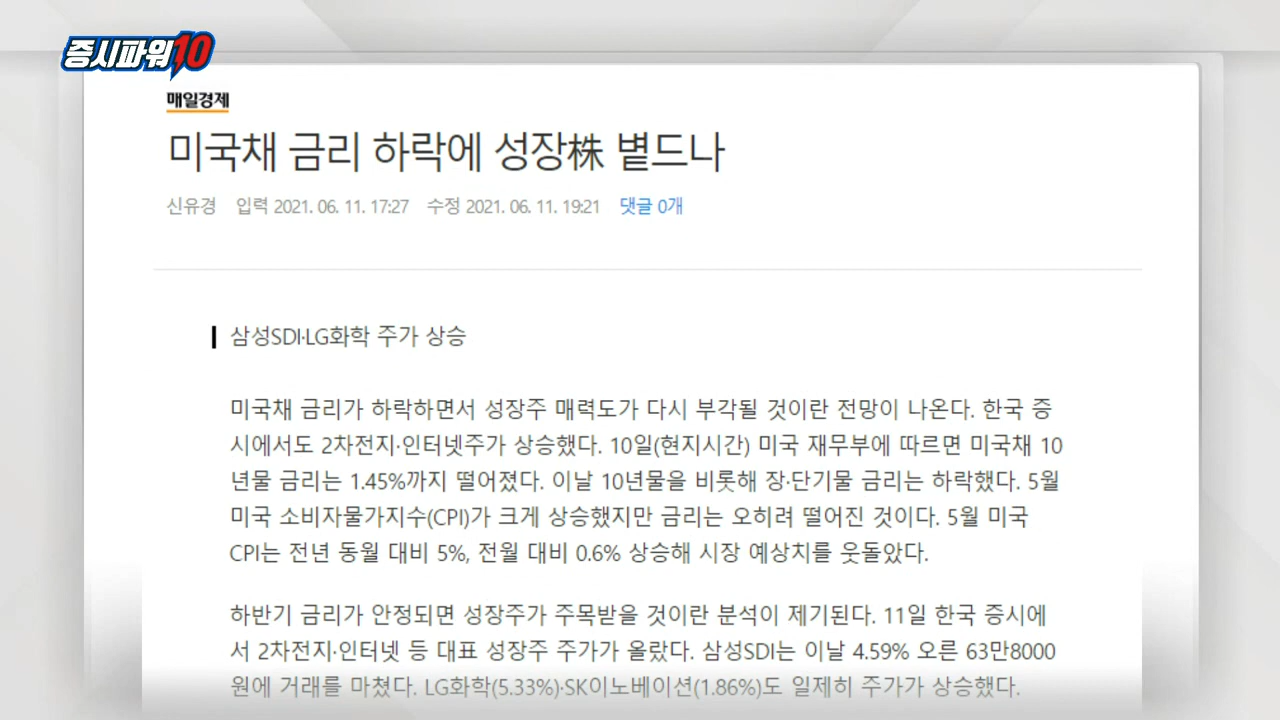 증시파워10
매일경제
미국채 금리 하락에 성장株 볕드나
신유경 입력 2021. 06. 11. 17:27 수정 2021. 06. 11. 19:21 댓글 0개
삼성SDI·LG화학 주가 상승
미국채 금리가 하락하면서 성장주 매력도가 다시 부각될 것이란 전망이 나온다. 한국 증
시에서도 2차전지·인터넷주가 상승했다. 10일(현지시간) 미국 재무부에 따르면 미국채 10
년물 금리는 1.45%까지 떨어졌다. 이날 10년물을 비롯해 장·단기물 금리는 하락했다. 5월
미국 소비자물가지수(CPI)가 크게 상승했지만 금리는 오히려 떨어진 것이다. 5월 미국
CPI는 전년 동월 대비 5%, 전월 대비 0.6% 상승해 시장 예상치를 웃돌았다.
하반기 금리가 안정되면 성장주가 주목받을 것이란 분석이 제기된다. 11일 한국 증시에
서 2차전지·인터넷 등 대표 성장주 주가가 올랐다. 삼성SDI는 이날 4.59% 오른 63만8000
원에 거래를 마쳤다. LG화학(5.33%)·SK이노베이션(1.86%)도 일제히 주가가 상승했다.